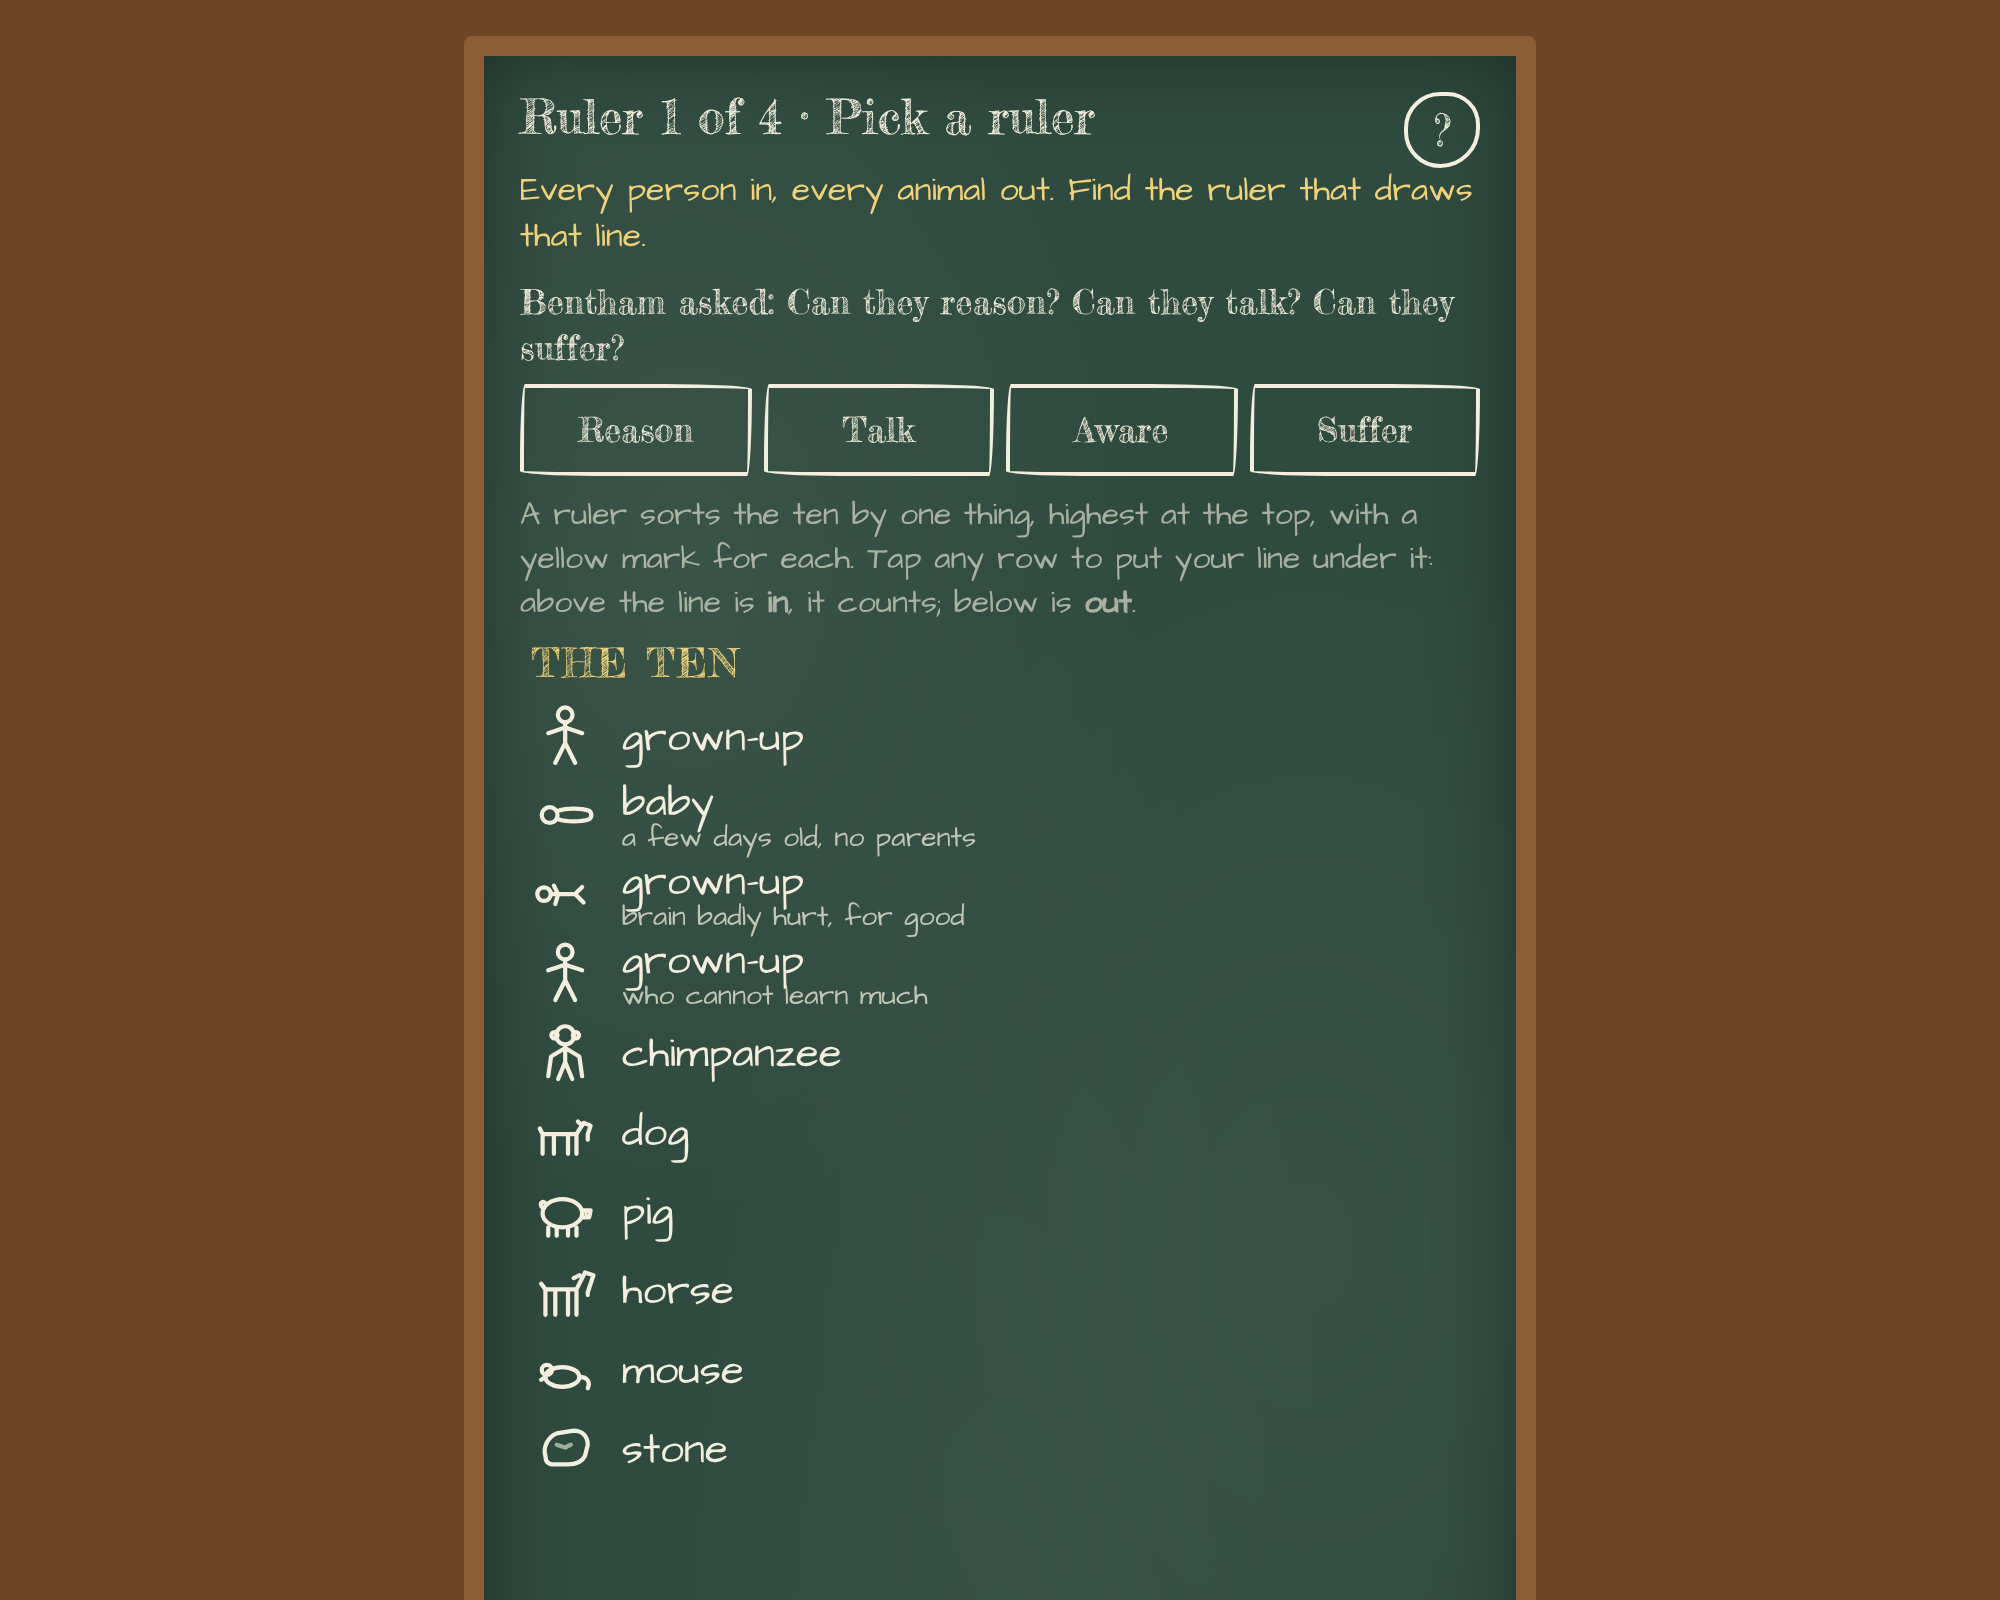 Ruler 1 of 4 · Pick a ruler
?
Every person in, every animal out. Find the ruler that draws
that line.
Bentham asked: Can they reason? Can they talk? Can they
suffer?
Reason
Talk
Aware
Suffer
A ruler sorts the ten by one thing, highest at the top, with a
yellow mark for each. Tap any row to put your line under it:
above the line is in, it counts; below is out.
THE TEN
grown-up
baby
a few days old, no parents
grown-up
brain badly hurt, for good
grown-up
who cannot learn much
chimpanzee
dog
pig
horse
mouse
stone